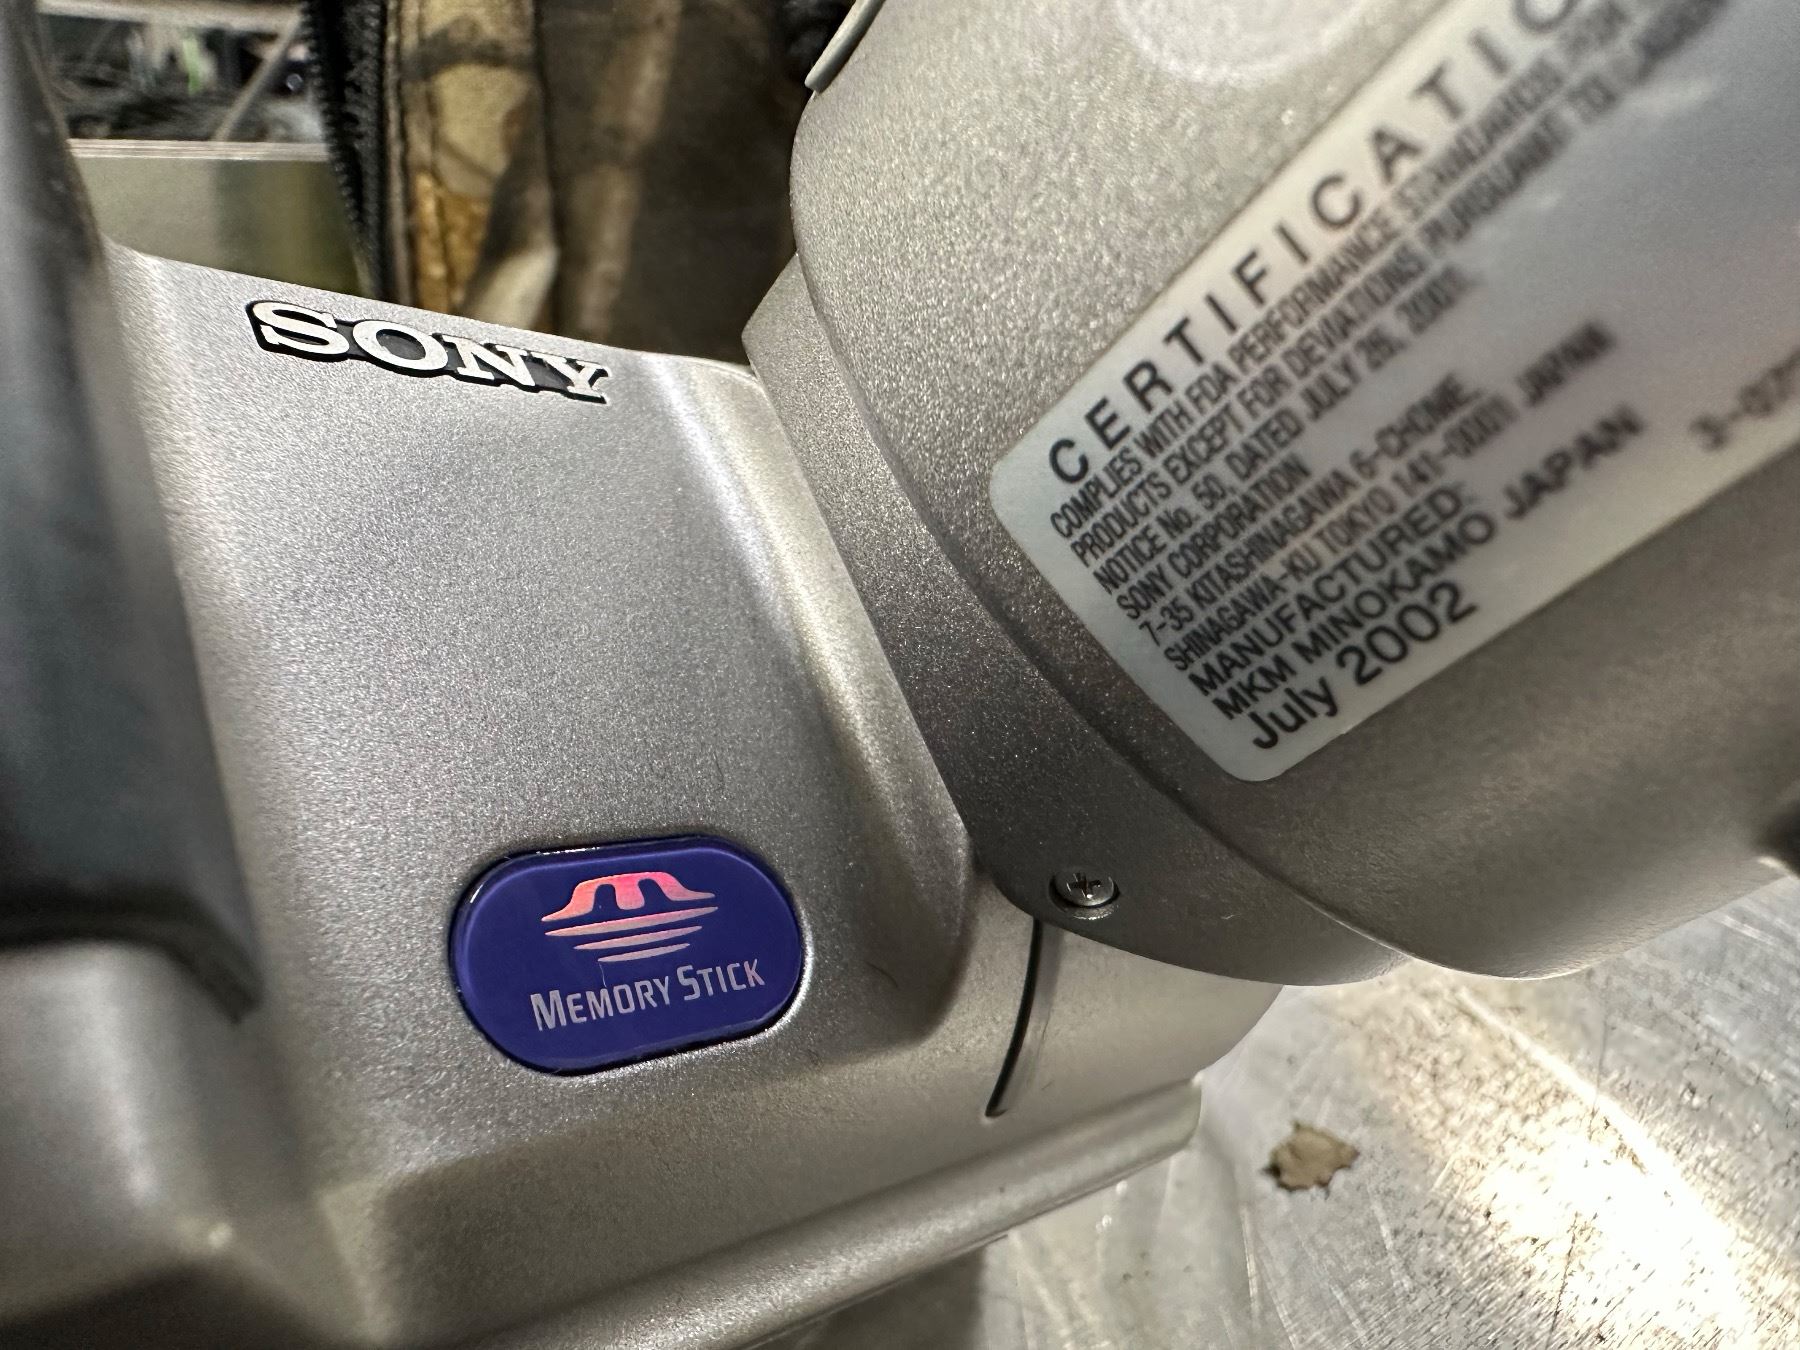 SONY
MEMORY STICK
CERTIFICATIO
COMPLIES WITH FDA PERFORMANCE STANDARDS FOR
PRODUCTS EXCEPT FOR DEVIATIONS PURSUANT TO LASER
NOTICE No. 50, DATED JULY 26, 2001.
SONY CORPORATION
7-35 KITASHINAGAWA 6-CHOME,
SHINAGAWA-KU TOKYO 141-0001 JAPAN
MANUFACTURED:
MKM MINOKAMO JAPAN
July 2002